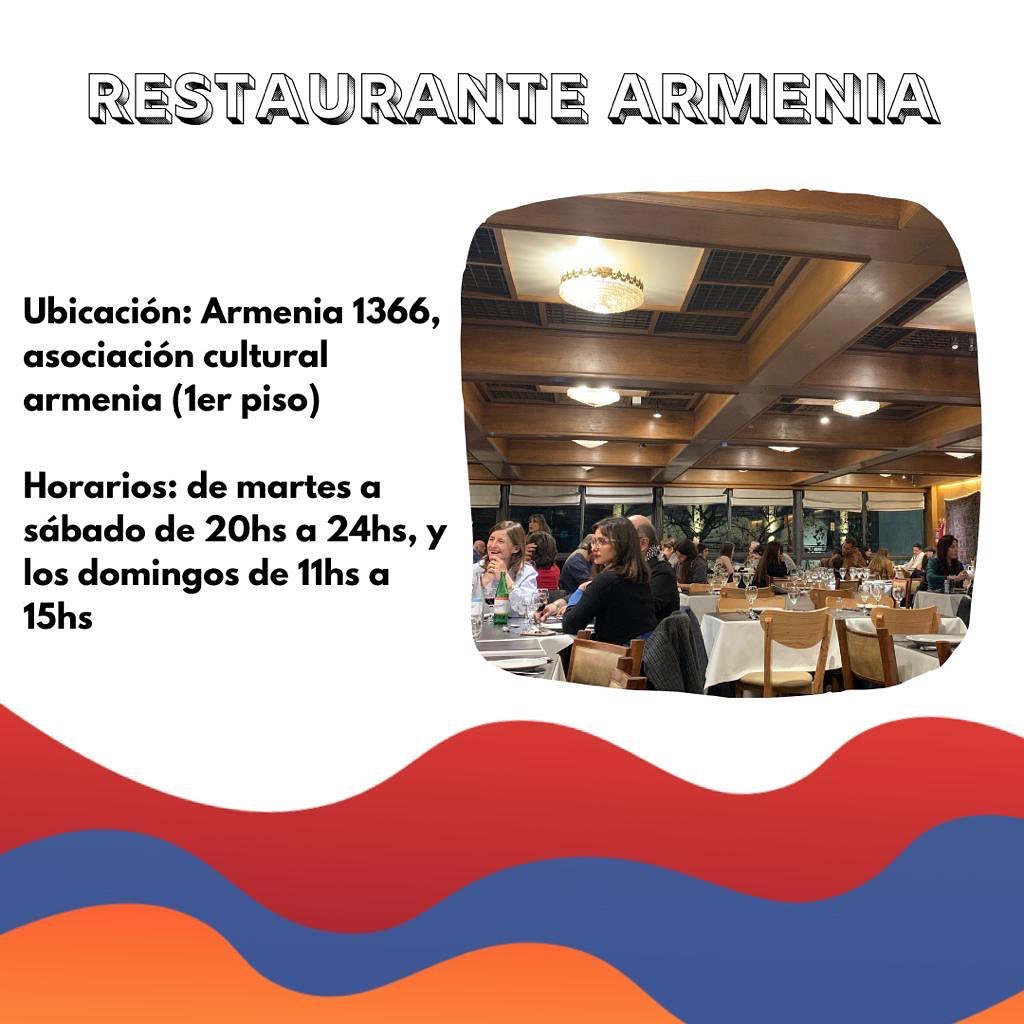 RESTAURANTE ARMENIA
Ubicación: Armenia 1366,
asociación cultural
armenia (1er piso)
Horarios: de martes a
sábado de 20hs a 24hs, y
los domingos de 11hs a
15hs